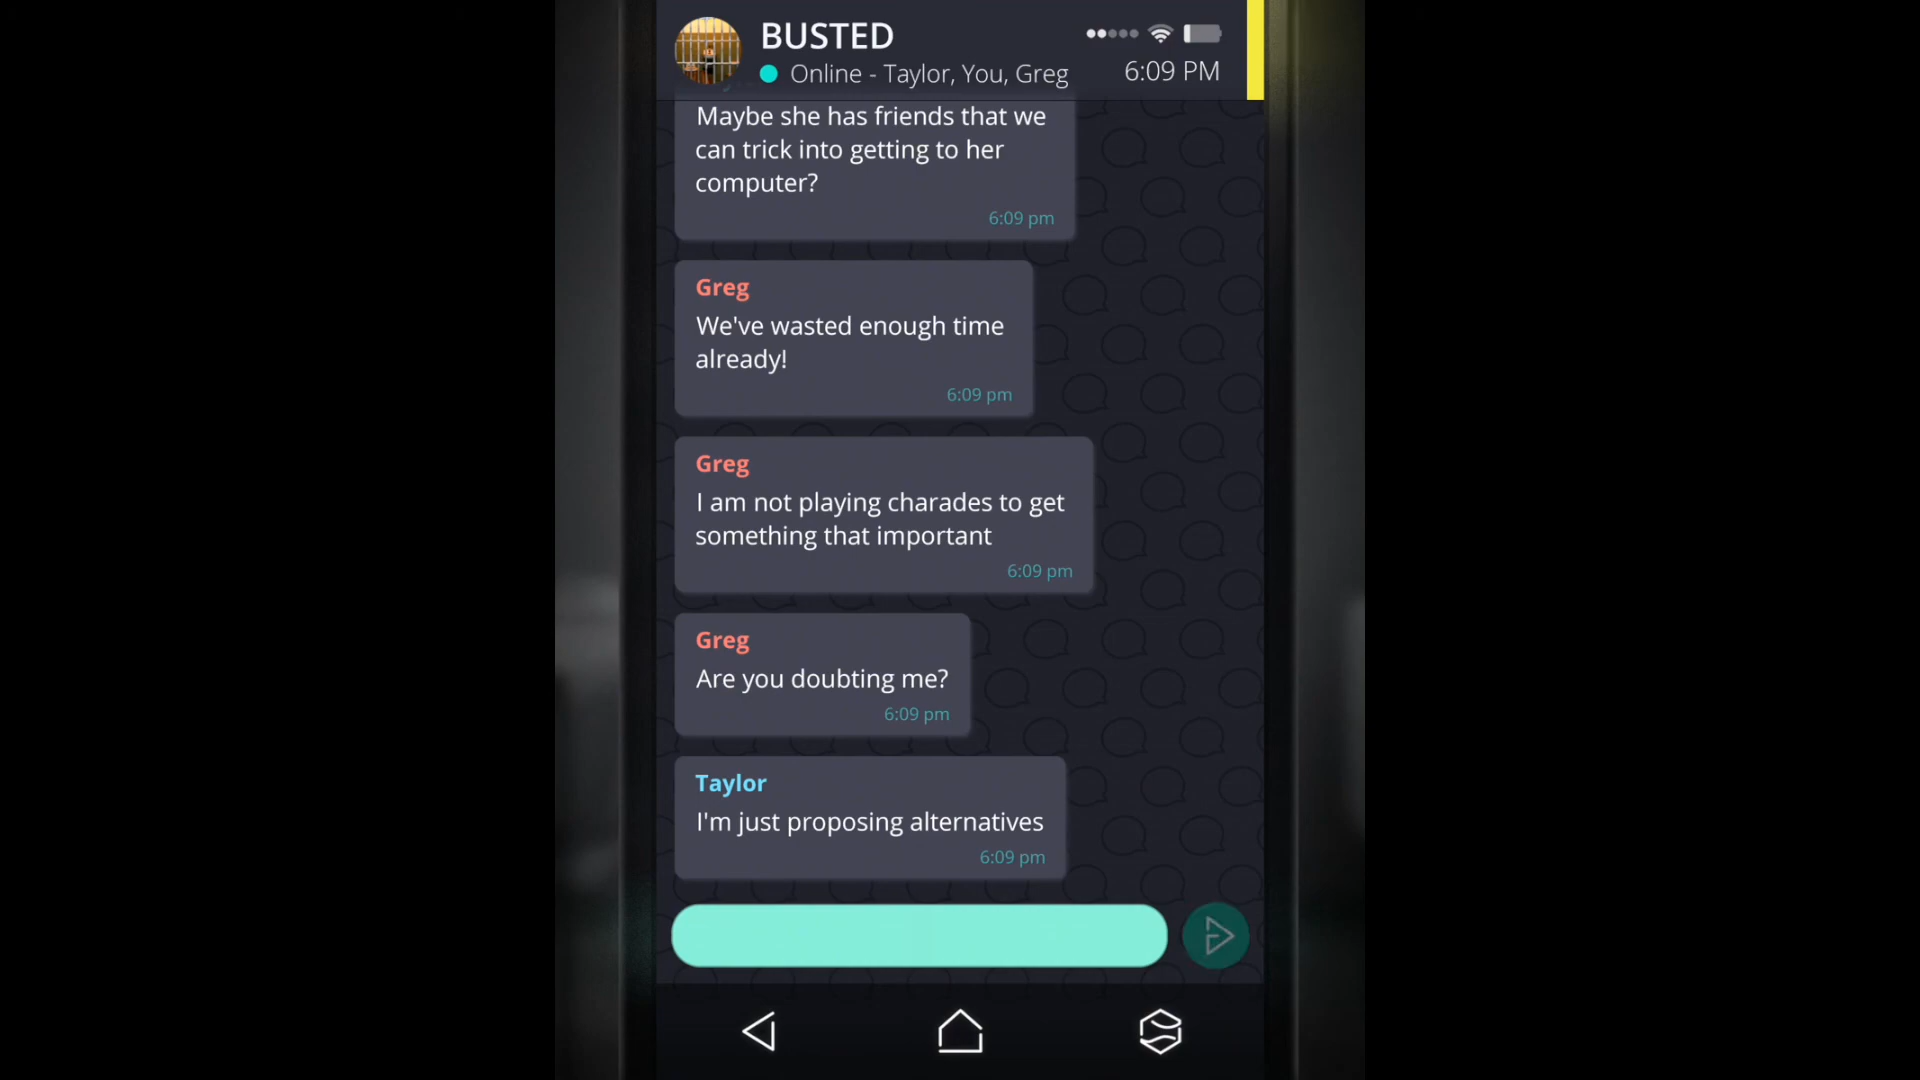 BUSTED
Online - Taylor, You, Greg
6:09 PM
Maybe she has friends that we
can trick into getting to her
computer?
6:09 pm
Greg
We've wasted enough time
already!
6:09 pm
Greg
I am not playing charades to get
something that important
6:09 pm
Greg
Are you doubting me?
6:09 pm
Taylor
I'm just proposing alternatives
6:09 pm